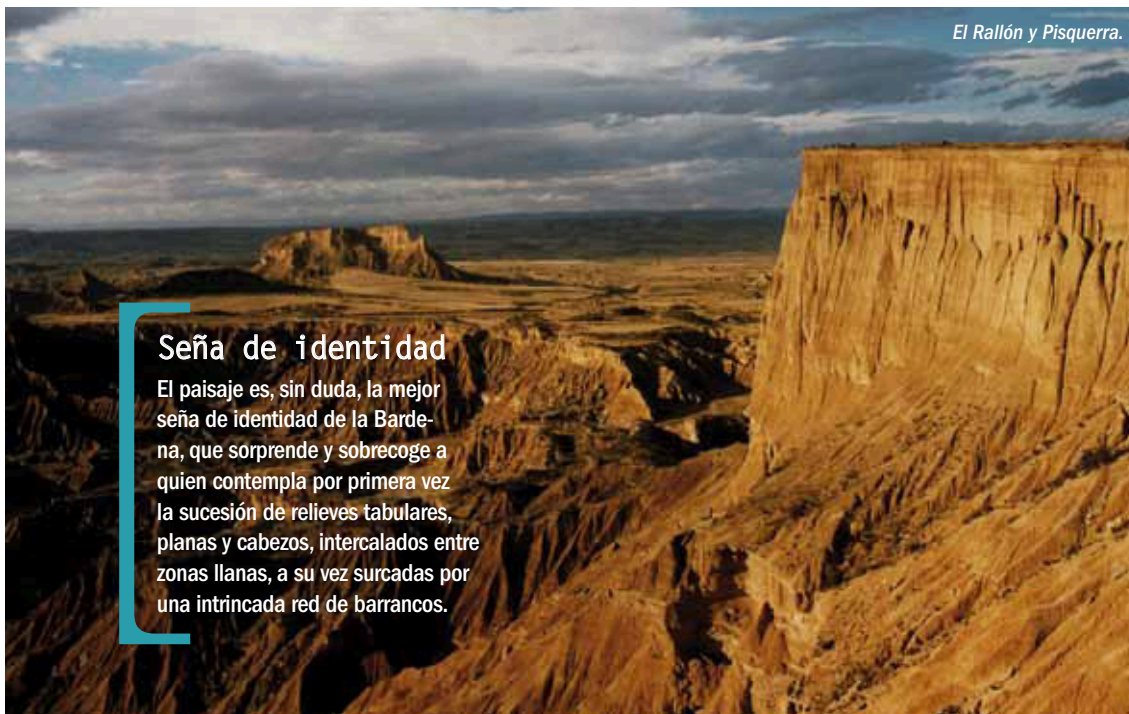 El Rallón y Pisquerra.
Seña de identidad
El paisaje es, sin duda, la mejor
seña de identidad de la Barde-
na, que sorprende y sobrecoge a
quien contempla por primera vez
la sucesión de relieves tabulares,
planas y cabezos, intercalados entre
zonas llanas, a su vez surcadas por
una intrincada red de barrancos.